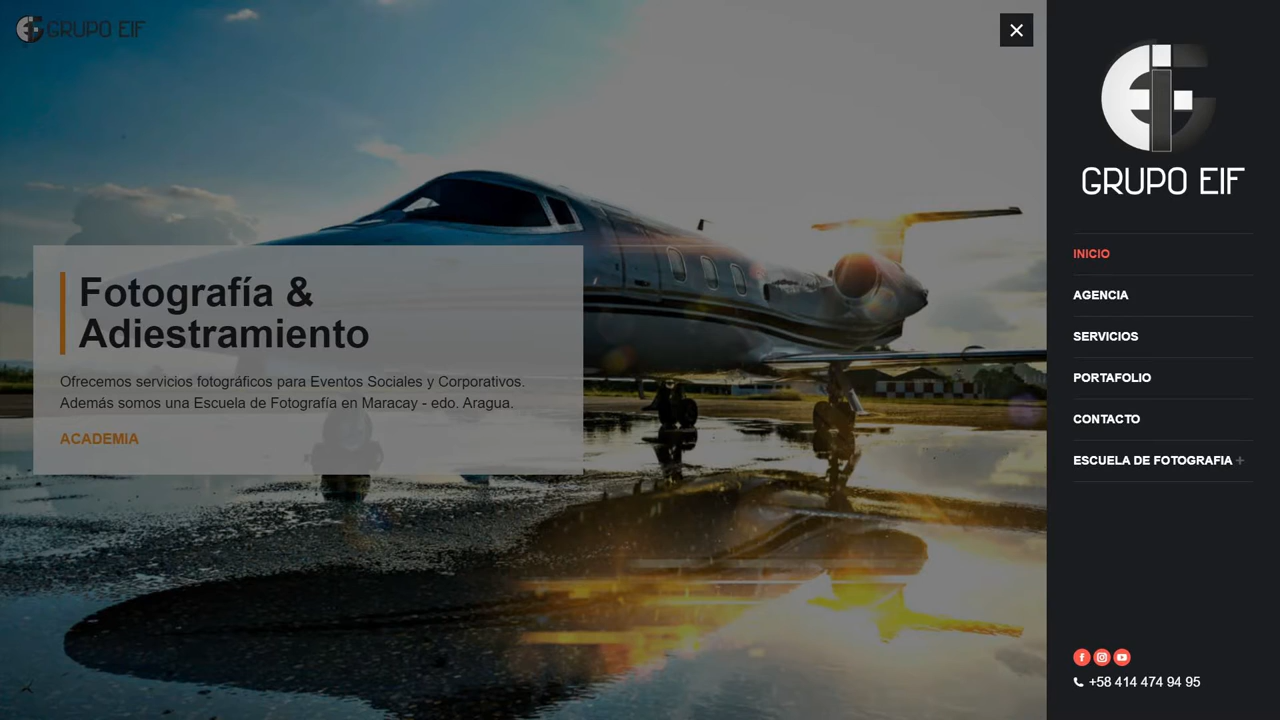 GRUPO EIF
Fotografía &
Adiestramiento
Ofrecemos servicios fotográficos para Eventos Sociales y Corporativos.
Además somos una Escuela de Fotografía en Maracay - edo. Aragua.
ACADEMIA
GRUPO EIF
INICIO
AGENCIA
SERVICIOS
PORTAFOLIO
CONTACTO
ESCUELA DE FOTOGRAFIA +
+58 414 474 94 95